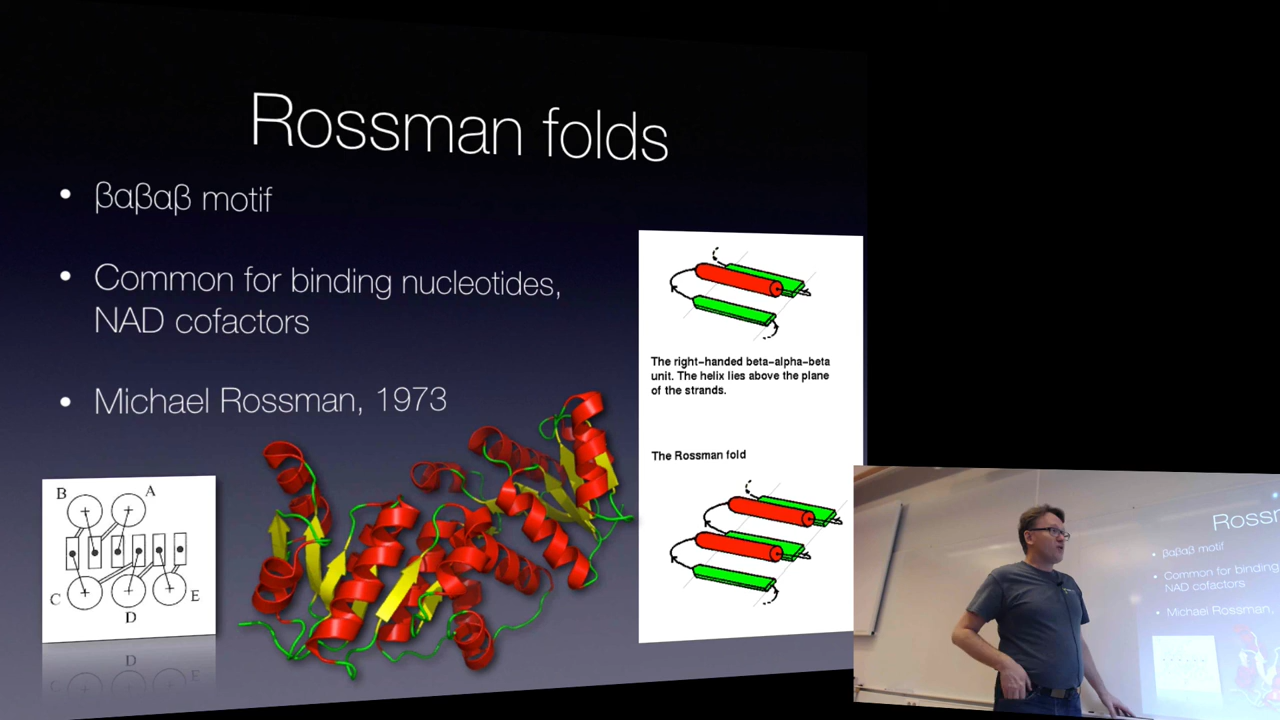 Rossman folds
• βαβαβ motif
• Common for binding nucleotides,
NAD cofactors
• Michael Rossman, 1973
The right-handed beta-alpha-beta
unit. The helix lies above the plane
of the strands.
The Rossman fold
B A
C E
D
D
C E
Rossm
• βαβαβ motif
• Common for binding
NAD cofactors
• Michael Rossman,